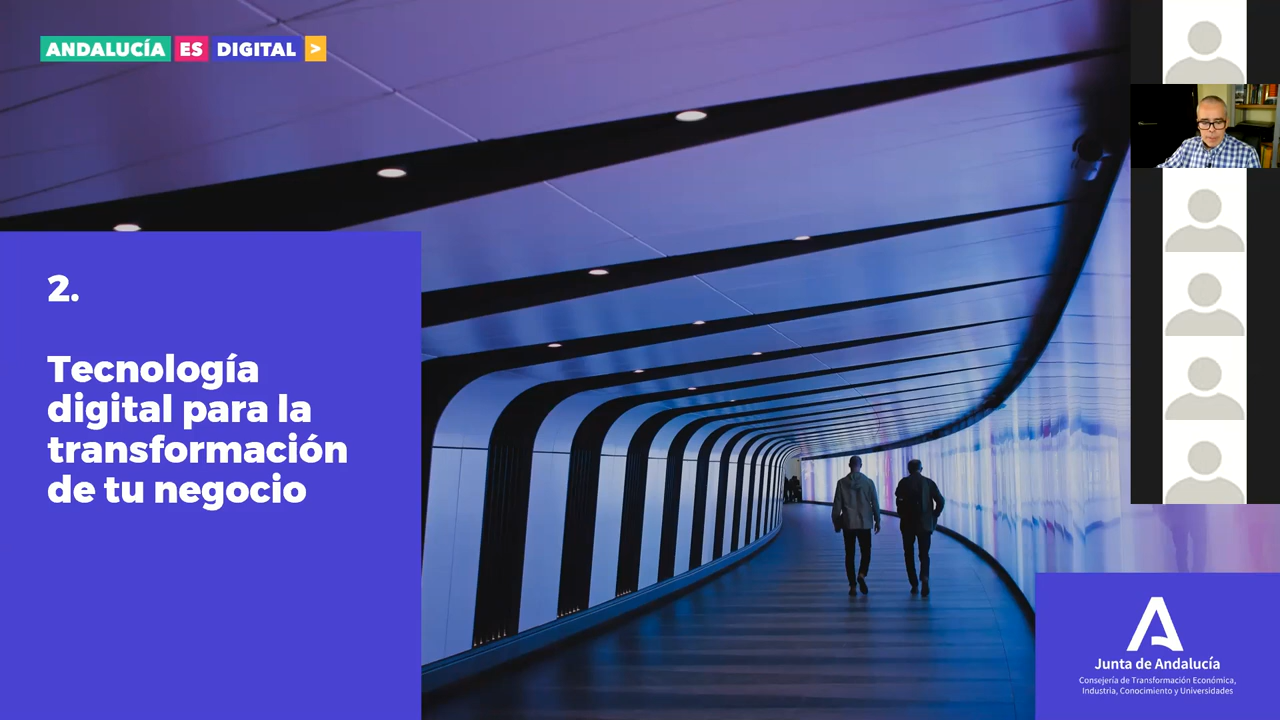 ANDALUCÍA ES DIGITAL >
2.
Tecnología
digital para la
transformación
de tu negocio
Junta de Andalucía
Consejería de Transformación Económica,
Industria, Conocimiento y Universidades